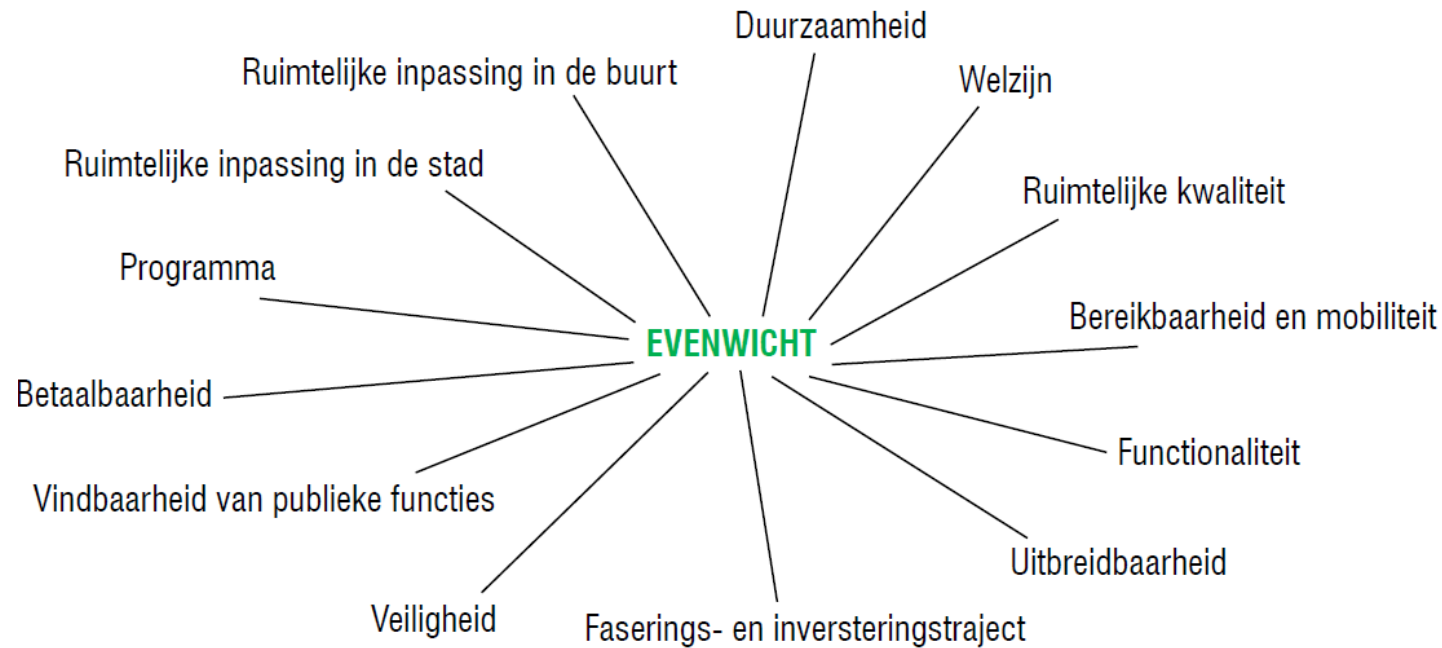 Duurzaamheid
Ruimtelijke inpassing in de buurt
Welzijn
Ruimtelijke inpassing in de stad
Ruimtelijke kwaliteit
Programma
Bereikbaarheid en mobiliteit
EVENWICHT
Betaalbaarheid
Functionaliteit
Vindbaarheid van publieke functies
Uitbreidbaarheid
Veiligheid
Faserings- en inversteringstraject